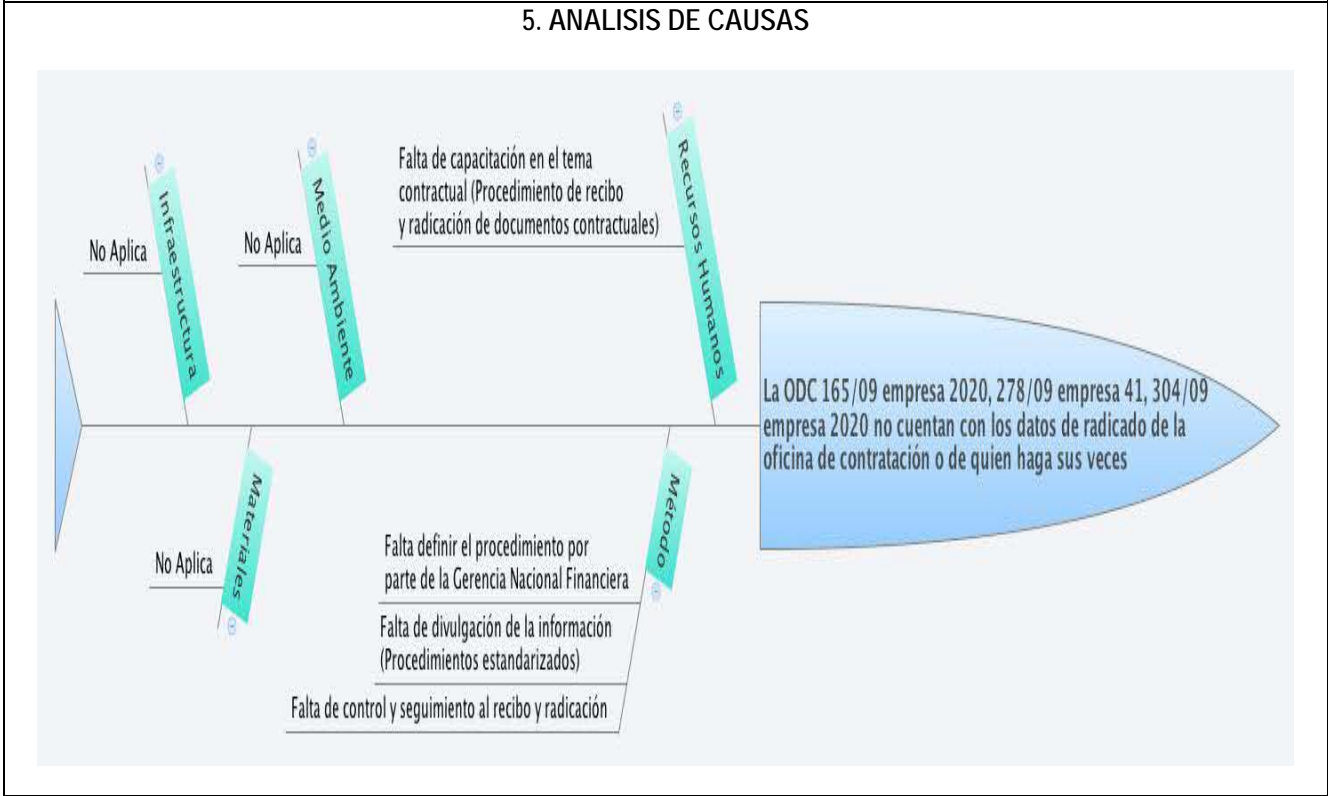 5. ANALISIS DE CAUSAS
Infraestructura
No Aplica
Medio Ambiente
No Aplica
Recursos Humanos
Falta de capacitación en el tema
contractual (Procedimiento de recibo
y radicación de documentos contractuales)
La ODC 165/09 empresa 2020, 278/09 empresa 41, 304/09
empresa 2020 no cuentan con los datos de radicado de la
oficina de contratación o de quien haga sus veces
Materiales
No Aplica
Método
Falta definir el procedimiento por
parte de la Gerencia Nacional Financiera
Falta de divulgación de la información
(Procedimientos estandarizados)
Falta de control y seguimiento al recibo y radicación